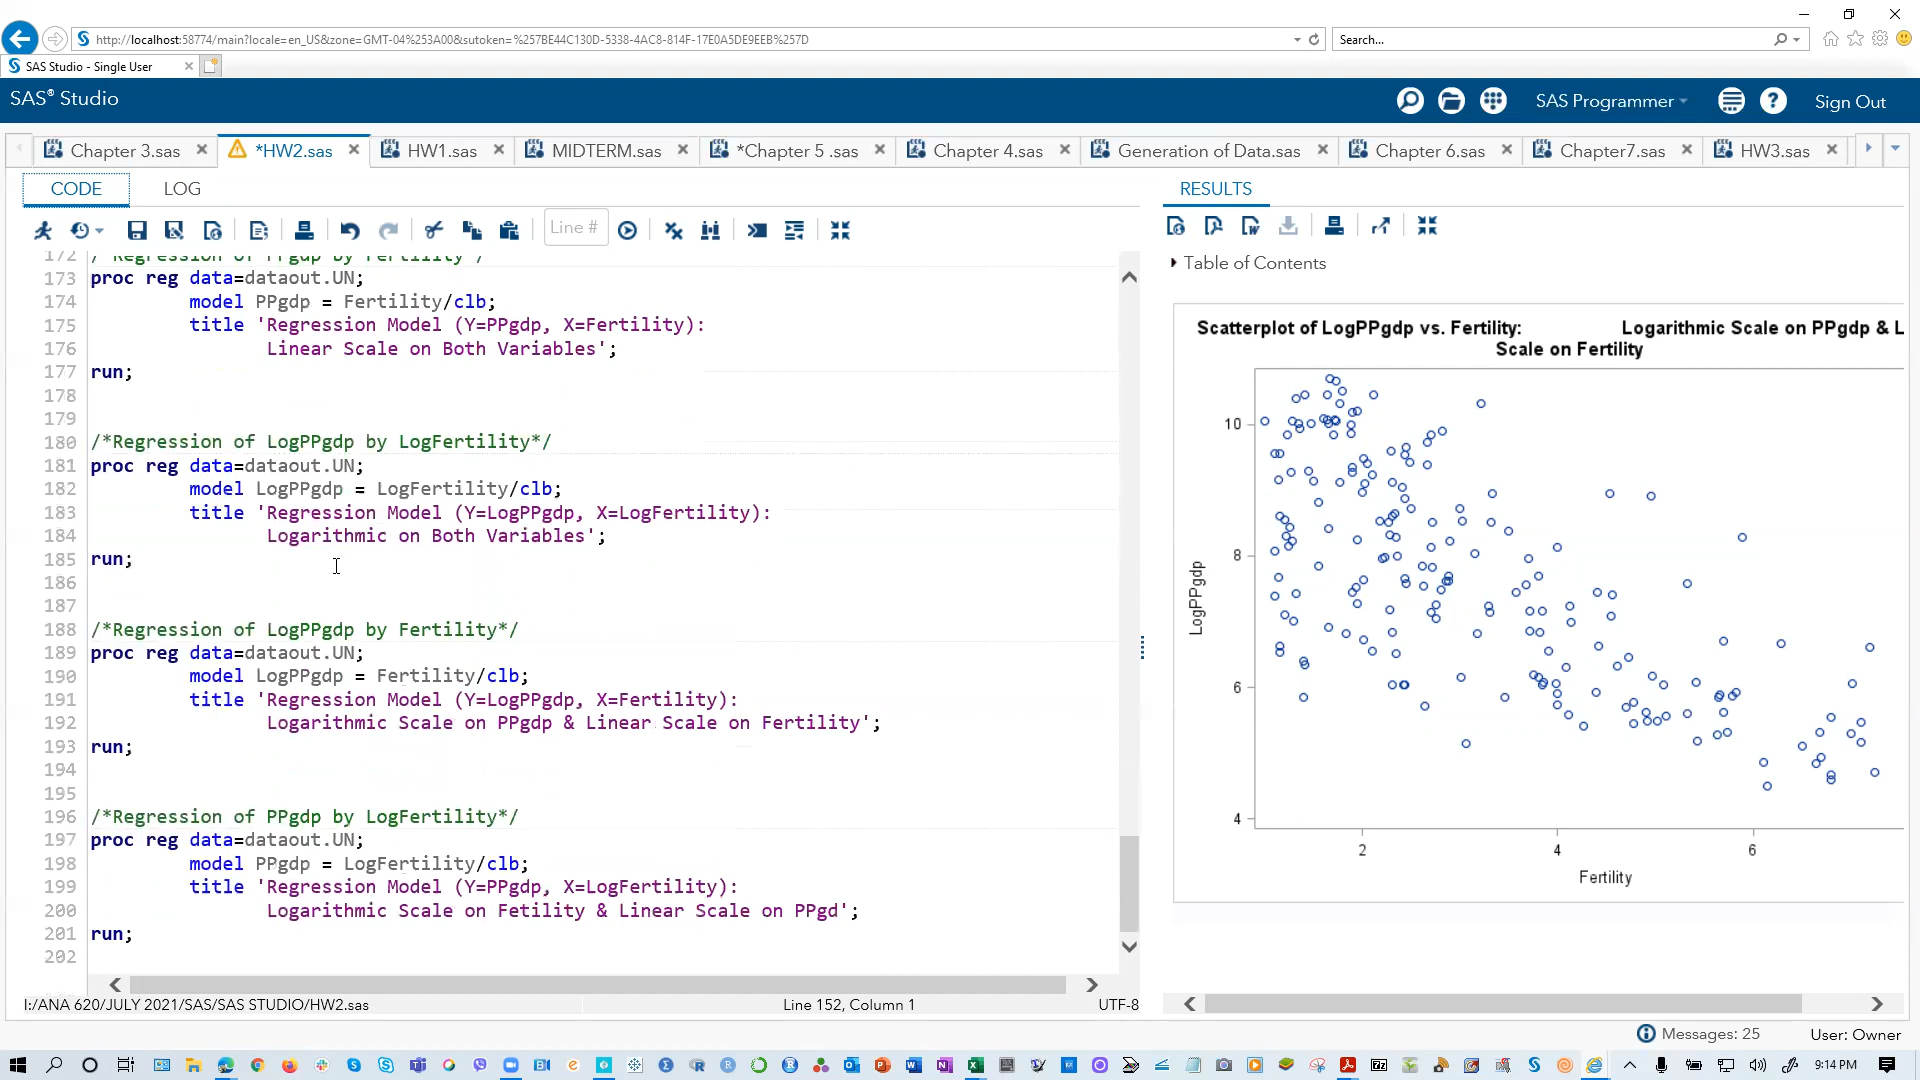 http://localhost:58774/main?locale=en_US&zone=GMT-04%253A00&sutoken=%257BE44C130D-5338-4AC8-814F-17E0A5DE9EEB%257D
Search...
SAS Studio - Single User
SAS® Studio
SAS Programmer
Sign Out
Chapter 3.sas
*HW2.sas
HW1.sas
MIDTERM.sas
*Chapter 5 .sas
Chapter 4.sas
Generation of Data.sas
Chapter 6.sas
Chapter7.sas
HW3.sas
CODE
LOG
RESULTS
Line #
Table of Contents
172 /*Regression of PPgdp by Fertility*/
173 proc reg data=dataout.UN;
174 model PPgdp = Fertility/clb;
175 title 'Regression Model (Y=PPgdp, X=Fertility):
176 Linear Scale on Both Variables';
177 run;
178
179
180 /*Regression of LogPPgdp by LogFertility*/
181 proc reg data=dataout.UN;
182 model LogPPgdp = LogFertility/clb;
183 title 'Regression Model (Y=LogPPgdp, X=LogFertility):
184 Logarithmic on Both Variables';
185 run;
186
187
188 /*Regression of LogPPgdp by Fertility*/
189 proc reg data=dataout.UN;
190 model LogPPgdp = Fertility/clb;
191 title 'Regression Model (Y=LogPPgdp, X=Fertility):
192 Logarithmic Scale on PPgdp & Linear Scale on Fertility';
193 run;
194
195
196 /*Regression of PPgdp by LogFertility*/
197 proc reg data=dataout.UN;
198 model PPgdp = LogFertility/clb;
199 title 'Regression Model (Y=PPgdp, X=LogFertility):
200 Logarithmic Scale on Fetility & Linear Scale on PPgd';
201 run;
202
Scatterplot of LogPPgdp vs. Fertility: Logarithmic Scale on PPgdp & L
Scale on Fertility
10
8
6
4
LogPPgdp
2
4
6
Fertility
I:/ANA 620/JULY 2021/SAS/SAS STUDIO/HW2.sas
Line 152, Column 1
UTF-8
Messages: 25
User: Owner
9:14 PM